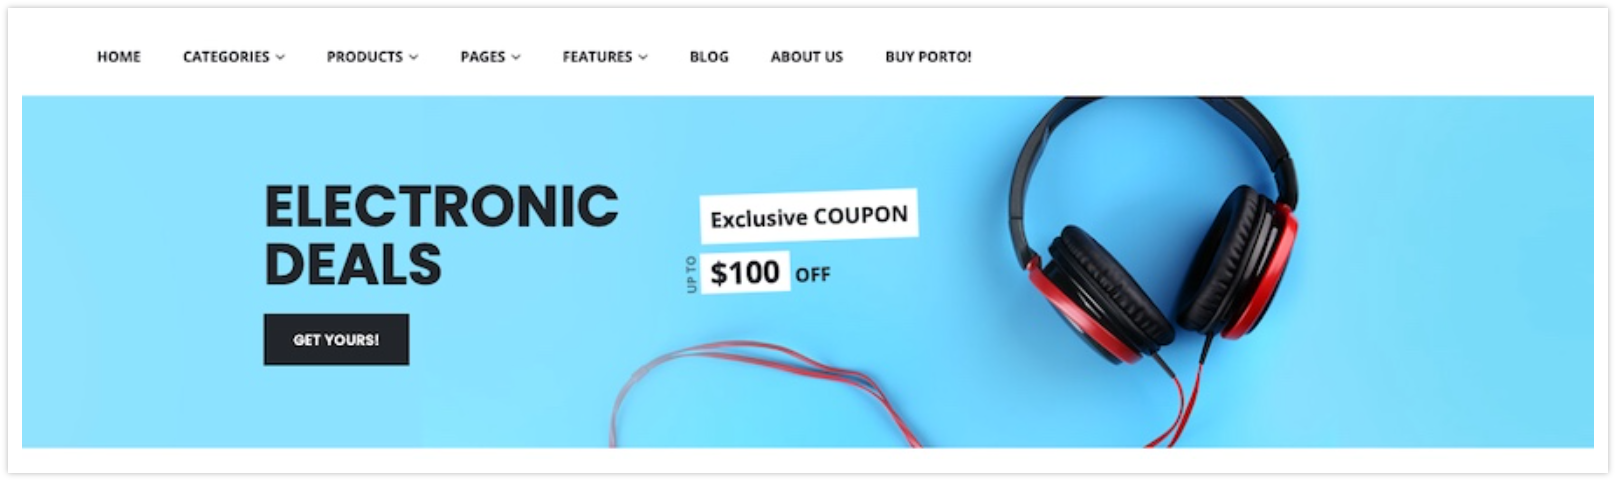 HOME CATEGORIES PRODUCTS PAGES FEATURES BLOG ABOUT US BUY PORTO!
ELECTRONIC
DEALS
GET YOURS!
Exclusive COUPON
UP TO $100 OFF